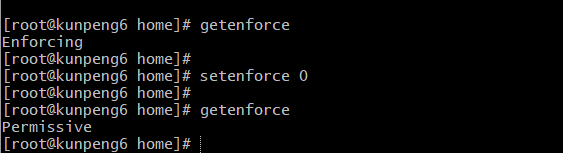 [root@kunpeng6 home]# getenforce
Enforcing
[root@kunpeng6 home]#
[root@kunpeng6 home]# setenforce 0
[root@kunpeng6 home]#
[root@kunpeng6 home]# getenforce
Permissive
[root@kunpeng6 home]#